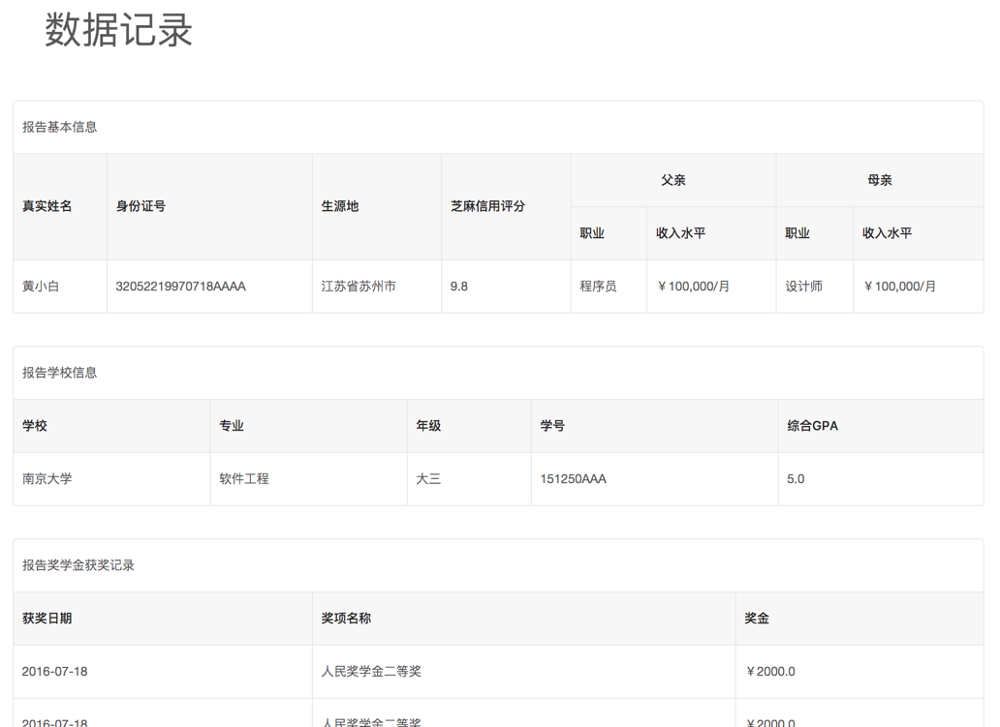 数据记录
报告基本信息
真实姓名 身份证号 生源地 芝麻信用评分 父亲 母亲
职业 收入水平 职业 收入水平
黄小白 32052219970718AAAA 江苏省苏州市 9.8 程序员 ￥100,000/月 设计师 ￥100,000/月
报告学校信息
学校 专业 年级 学号 综合GPA
南京大学 软件工程 大三 151250AAA 5.0
报告奖学金获奖记录
获奖日期 奖项名称 奖金
2016-07-18 人民奖学金二等奖 ￥2000.0
2016-07-18 人民奖学金二等奖 ￥2000.0